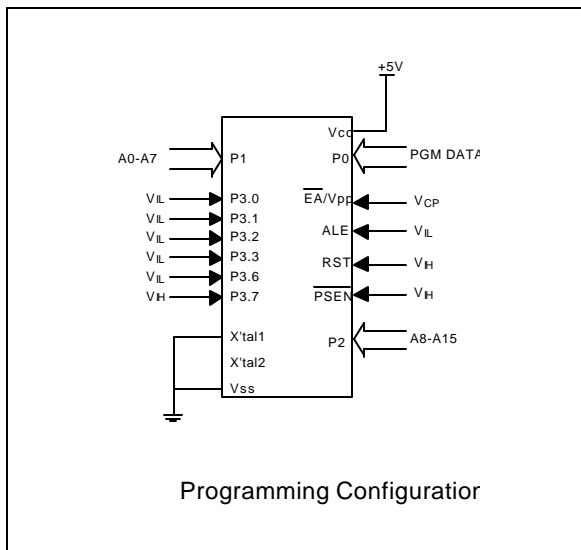 +5V
Vcc
A0-A7
P1
P0
PGM DATA
VIL
P3.0
EA/Vpp
VCP
VIL
P3.1
VIL
P3.2
ALE
VIL
VIL
P3.3
RST
VIH
VIL
P3.6
VIH
P3.7
PSEN
VIH
X'tal1
P2
A8-A15
X'tal2
Vss
Programming Configuration